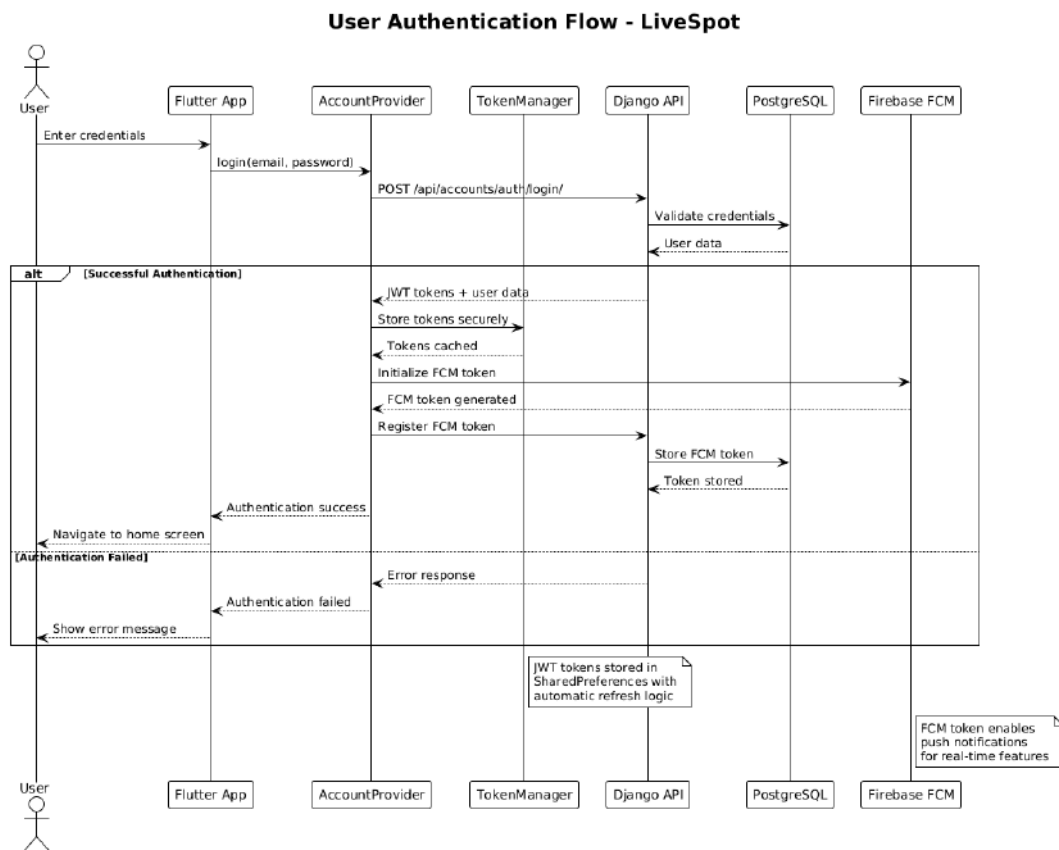 User Authentication Flow - LiveSpot
User
Flutter App
AccountProvider
TokenManager
Django API
PostgreSQL
Firebase FCM
Enter credentials
login(email, password)
POST /api/accounts/auth/login/
Validate credentials
User data
alt
[Successful Authentication]
JWT tokens + user data
Store tokens securely
Tokens cached
Initialize FCM token
FCM token generated
Register FCM token
Store FCM token
Token stored
Authentication success
Navigate to home screen
[Authentication Failed]
Error response
Authentication failed
Show error message
JWT tokens stored in
SharedPreferences with
automatic refresh logic
FCM token enables
push notifications
for real-time features
User
Flutter App
AccountProvider
TokenManager
Django API
PostgreSQL
Firebase FCM